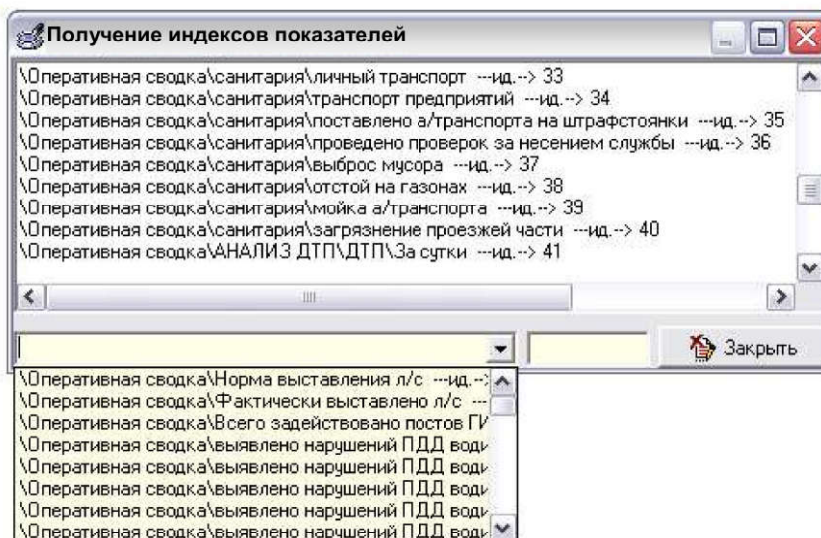 Получение индексов показателей
\Оперативная сводка\санитария\личный транспорт ---ид.--> 33
\Оперативная сводка\санитария\транспорт предприятий ---ид.--> 34
\Оперативная сводка\санитария\поставлено а/транспорта на штрафстоянки ---ид.--> 35
\Оперативная сводка\санитария\проведено проверок за несением службы ---ид.--> 36
\Оперативная сводка\санитария\выброс мусора ---ид.--> 37
\Оперативная сводка\санитария\отстой на газонах ---ид.--> 38
\Оперативная сводка\санитария\мойка а/транспорта ---ид.--> 39
\Оперативная сводка\санитария\загрязнение проезжей части ---ид.--> 40
\Оперативная сводка\АНАЛИЗ ДТП\ДТП\За сутки ---ид.--> 41
Закрыть
\Оперативная сводка\Норма выставления л/с ---ид.-->
\Оперативная сводка\Фактически выставлено л/с ---
\Оперативная сводка\Всего задействовано постов ГИ
\Оперативная сводка\выявлено нарушений ПДД води
\Оперативная сводка\выявлено нарушений ПДД води
\Оперативная сводка\выявлено нарушений ПДД води
\Оперативная сводка\выявлено нарушений ПДД води
\Оперативная сводка\выявлено нарушений ПДД води